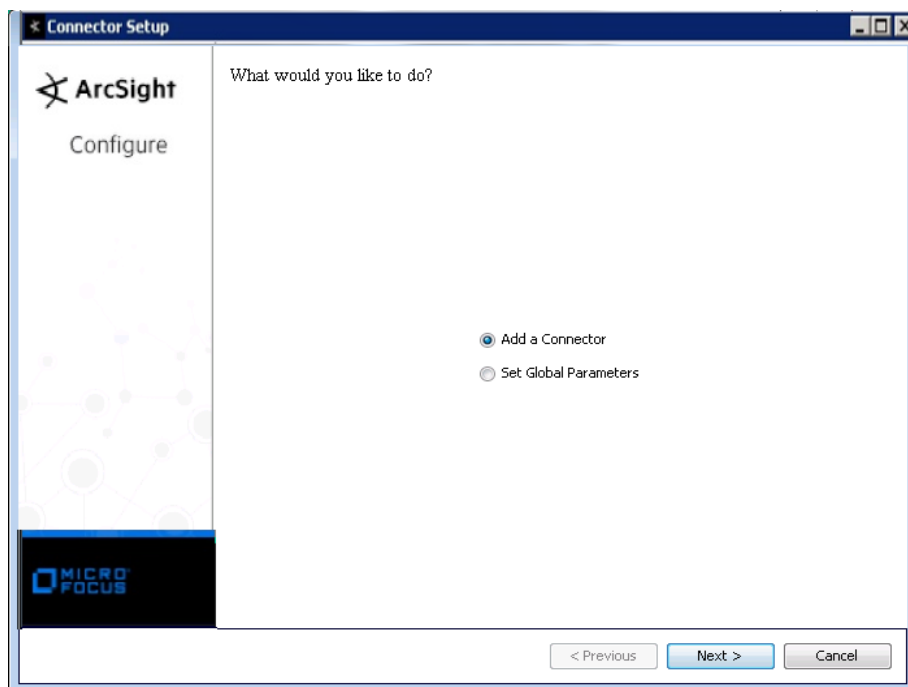 Connector Setup
ArcSight
Configure
What would you like to do?
Add a Connector
Set Global Parameters
MICRO
FOCUS
< Previous
Next >
Cancel